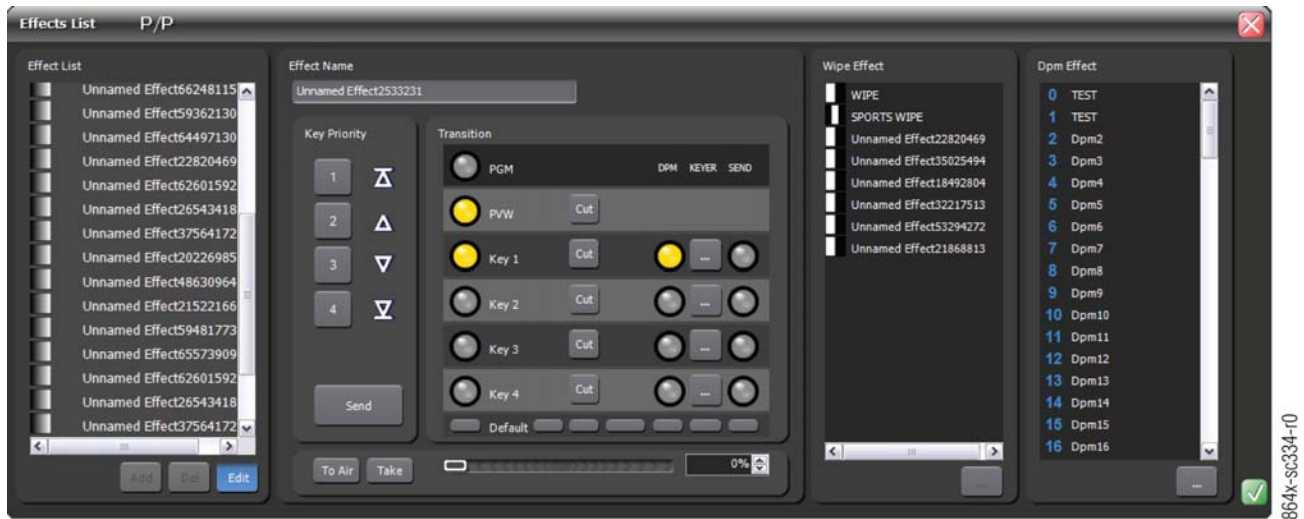 Effects List P/P
Effect List
Unnamed Effect66248115
Unnamed Effect59362130
Unnamed Effect64497130
Unnamed Effect22820469
Unnamed Effect62601592
Unnamed Effect26543418
Unnamed Effect37564172
Unnamed Effect20226985
Unnamed Effect48630964
Unnamed Effect21522166
Unnamed Effect59481773
Unnamed Effect65573909
Unnamed Effect62601592
Unnamed Effect26543418
Unnamed Effect37564172
Add Del Edit
Effect Name
Unnamed Effect2533231
Key Priority
1
2
3
4
Send
Transition
PGM DPM KEYER SEND
PVW Cut
Key 1 Cut ...
Key 2 Cut ...
Key 3 Cut ...
Key 4 Cut ...
Default
To Air Take 0%
Wipe Effect
WIPE
SPORTS WIPE
Unnamed Effect22820469
Unnamed Effect35025494
Unnamed Effect18492804
Unnamed Effect32217513
Unnamed Effect53294272
Unnamed Effect21868813
...
Dpm Effect
0 TEST
1 TEST
2 Dpm2
3 Dpm3
4 Dpm4
5 Dpm5
6 Dpm6
7 Dpm7
8 Dpm8
9 Dpm9
10 Dpm10
11 Dpm11
12 Dpm12
13 Dpm13
14 Dpm14
15 Dpm15
16 Dpm16
...
864x-sc334-r0